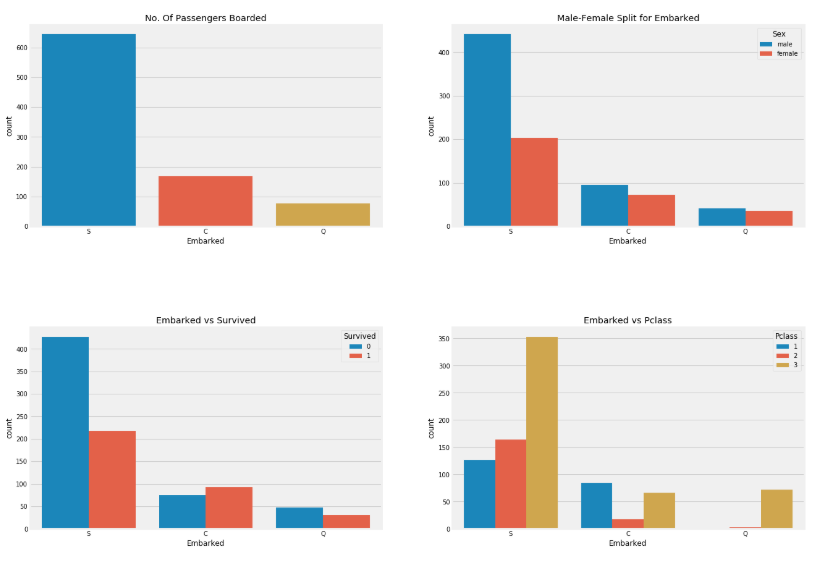 No. Of Passengers Boarded
600
500
400
300
200
100
0
count
S C Q
Embarked
Male-Female Split for Embarked
Sex
male
female
400
300
200
100
0
count
S C Q
Embarked
Embarked vs Survived
Survived
0
1
400
350
300
250
200
150
100
50
0
count
S C Q
Embarked
Embarked vs Pclass
Pclass
1
2
3
350
300
250
200
150
100
50
0
count
S C Q
Embarked